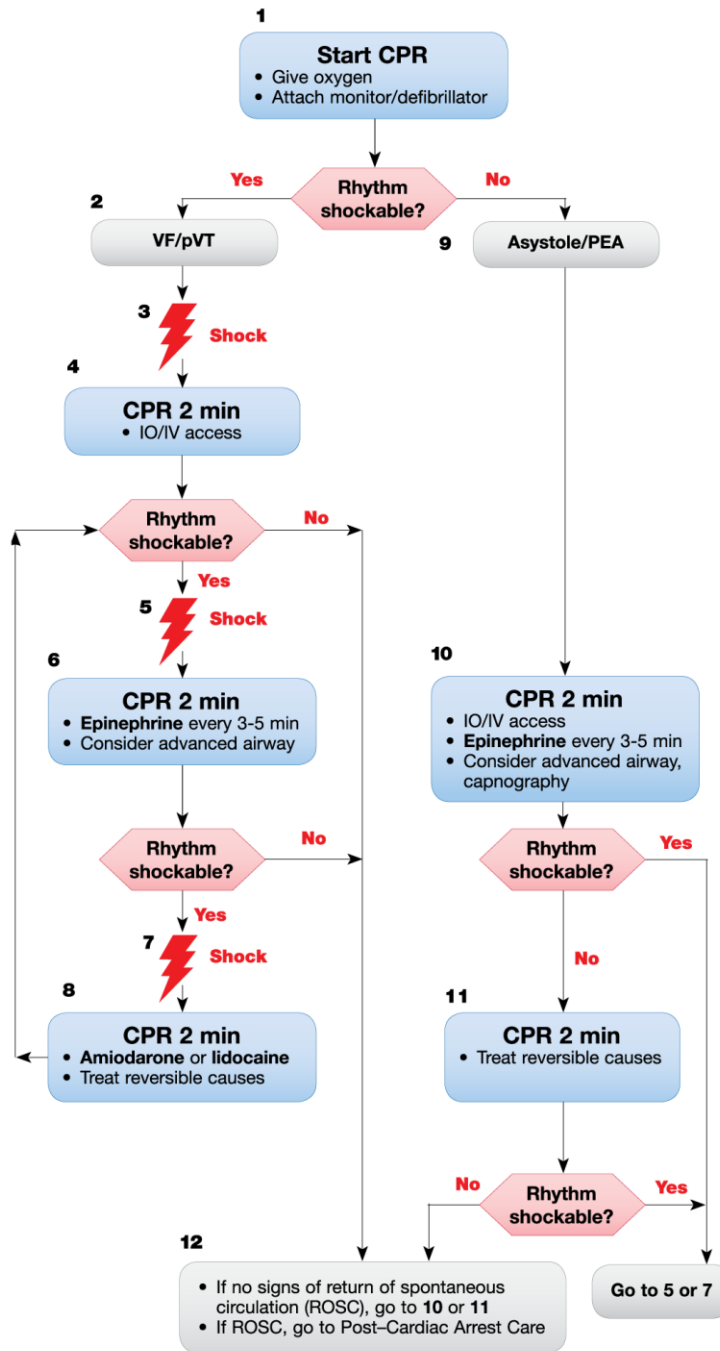 1
Start CPR
• Give oxygen
• Attach monitor/defibrillator
Rhythm
shockable?
Yes
No
2
VF/pVT
9
Asystole/PEA
3
Shock
4
CPR 2 min
• IO/IV access
Rhythm
shockable?
No
Yes
5
Shock
6
CPR 2 min
• Epinephrine every 3-5 min
• Consider advanced airway
10
CPR 2 min
• IO/IV access
• Epinephrine every 3-5 min
• Consider advanced airway,
capnography
Rhythm
shockable?
No
Yes
Rhythm
shockable?
Yes
No
7
Shock
8
CPR 2 min
• Amiodarone or lidocaine
• Treat reversible causes
11
CPR 2 min
• Treat reversible causes
Rhythm
shockable?
No
Yes
12
• If no signs of return of spontaneous
circulation (ROSC), go to 10 or 11
• If ROSC, go to Post–Cardiac Arrest Care
Go to 5 or 7